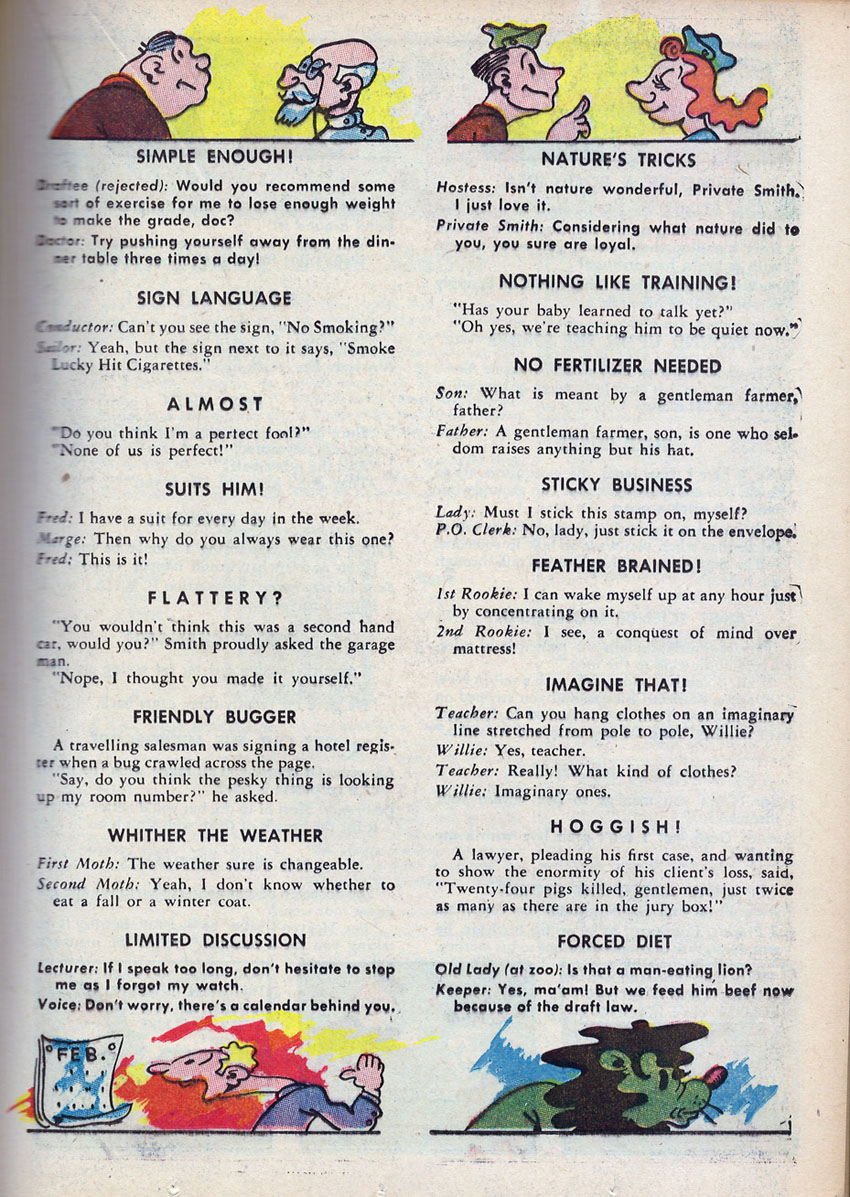 SIMPLE ENOUGH!
Draftee (rejected): Would you recommend some
sort of exercise for me to lose enough weight
to make the grade, doc?
Doctor: Try pushing yourself away from the din-
ner table three times a day!
SIGN LANGUAGE
Conductor: Can't you see the sign, "No Smoking?"
Sailor: Yeah, but the sign next to it says, "Smoke
Lucky Hit Cigarettes."
ALMOST
"Do you think I'm a pertect fool?"
"None of us is perfect!"
SUITS HIM!
Fred: I have a suit for every day in the week.
Marge: Then why do you always wear this one?
Fred: This is it!
FLATTERY?
"You wouldn't think this was a second hand
car, would you?" Smith proudly asked the garage
man.
"Nope, I thought you made it yourself."
FRIENDLY BUGGER
A travelling salesman was signing a hotel regis-
ter when a bug crawled across the page.
"Say, do you think the pesky thing is looking
up my room number?" he asked.
WHITHER THE WEATHER
First Moth: The weather sure is changeable.
Second Moth: Yeah, I don't know whether to
eat a fall or a winter coat.
LIMITED DISCUSSION
Lecturer: If I speak too long, don't hesitate to stop
me as I forgot my watch.
Voice: Don't worry, there's a calendar behind you.
FEB.
NATURE'S TRICKS
Hostess: Isn't nature wonderful, Private Smith.
I just love it.
Private Smith: Considering what nature did to
you, you sure are loyal.
NOTHING LIKE TRAINING!
"Has your baby learned to talk yet?"
"Oh yes, we're teaching him to be quiet now."
NO FERTILIZER NEEDED
Son: What is meant by a gentleman farmer,
father?
Father: A gentleman farmer, son, is one who sel-
dom raises anything but his hat.
STICKY BUSINESS
Lady: Must I stick this stamp on, myself?
P.O. Clerk: No, lady, just stick it on the envelope.
FEATHER BRAINED!
1st Rookie: I can wake myself up at any hour just
by concentrating on it.
2nd Rookie: I see, a conquest of mind over
mattress!
IMAGINE THAT!
Teacher: Can you hang clothes on an imaginary
line stretched from pole to pole, Willie?
Willie: Yes, teacher.
Teacher: Really! What kind of clothes?
Willie: Imaginary ones.
HOGGISH!
A lawyer, pleading his first case, and wanting
to show the enormity of his client's loss, said,
"Twenty-four pigs killed, gentlemen, just twice
as many as there are in the jury box!"
FORCED DIET
Old Lady (at zoo): Is that a man-eating lion?
Keeper: Yes, ma'am! But we feed him beef now
because of the draft law.